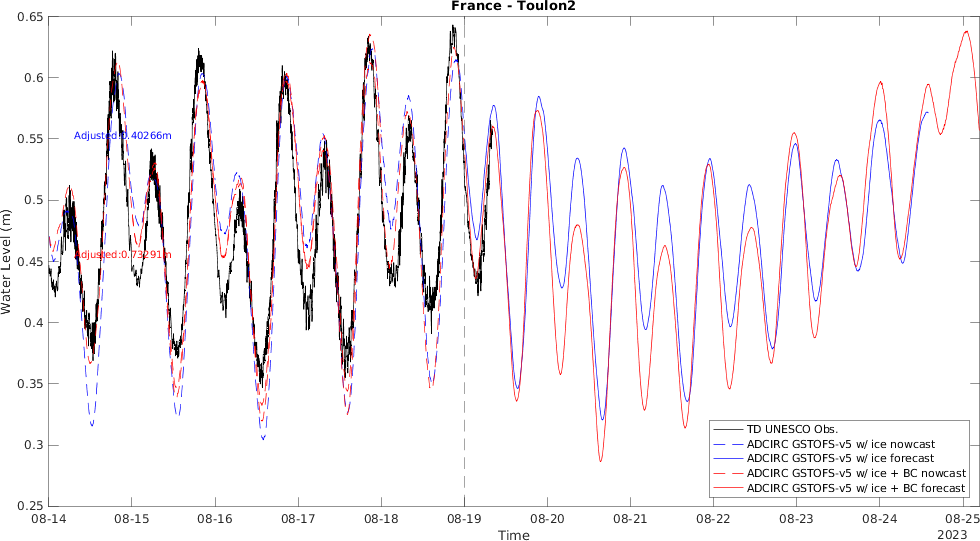 France - Toulon2
Water Level (m)
0.65
0.6
0.55
0.5
0.45
0.4
0.35
0.3
0.25
Adjusted:0.40266m
Adjusted:0.73291m
TD UNESCO Obs.
ADCIRC GSTOFS-v5 w/ ice nowcast
ADCIRC GSTOFS-v5 w/ ice forecast
ADCIRC GSTOFS-v5 w/ ice + BC nowcast
ADCIRC GSTOFS-v5 w/ ice + BC forecast
08-14 08-15 08-16 08-17 08-18 08-19 08-20 08-21 08-22 08-23 08-24 08-25
Time
2023